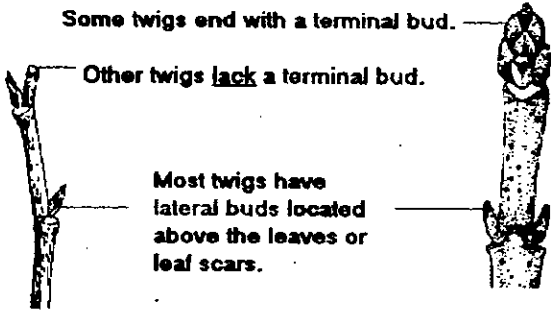 Some twigs end with a terminal bud.
Other twigs lack a terminal bud.
Most twigs have
lateral buds located
above the leaves or
leaf scars.